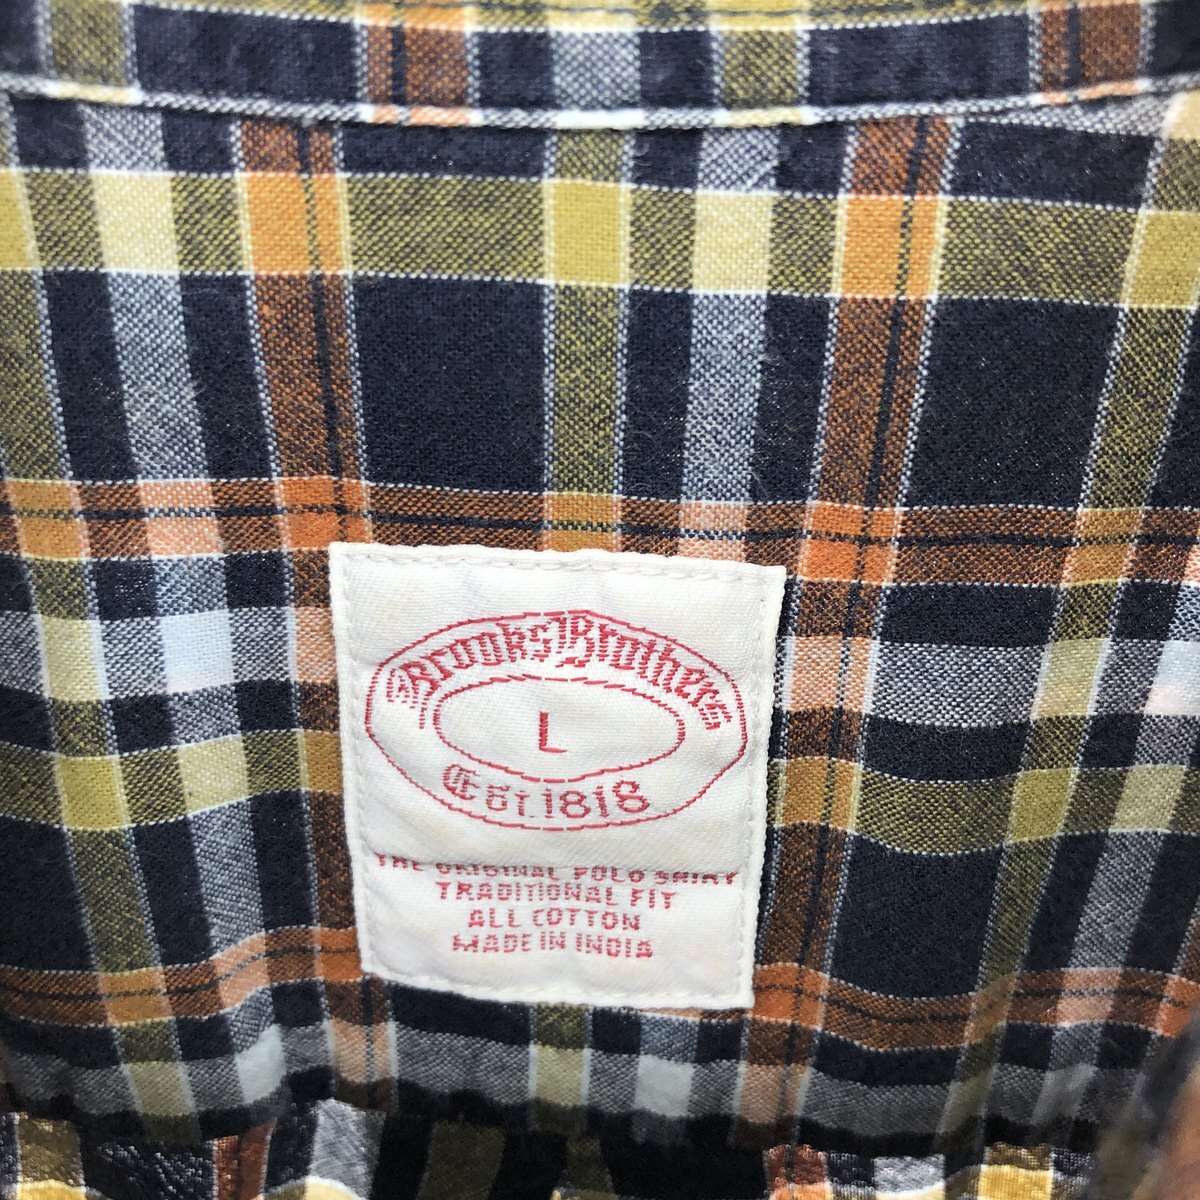 Brooks Brothers
L
Est. 1818
THE ORIGINAL POLO SHIRT
TRADITIONAL FIT
ALL COTTON
MADE IN INDIA